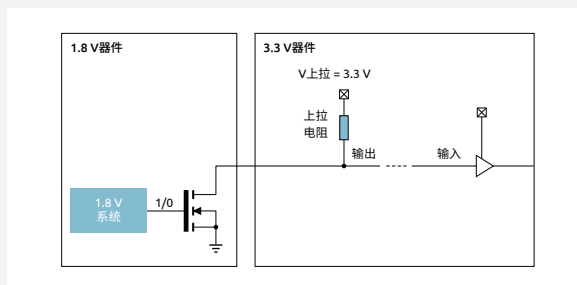 1.8 V器件
3.3 V器件
V上拉 = 3.3 V
上拉
电阻
输出
输入
1.8 V
系统
1/0